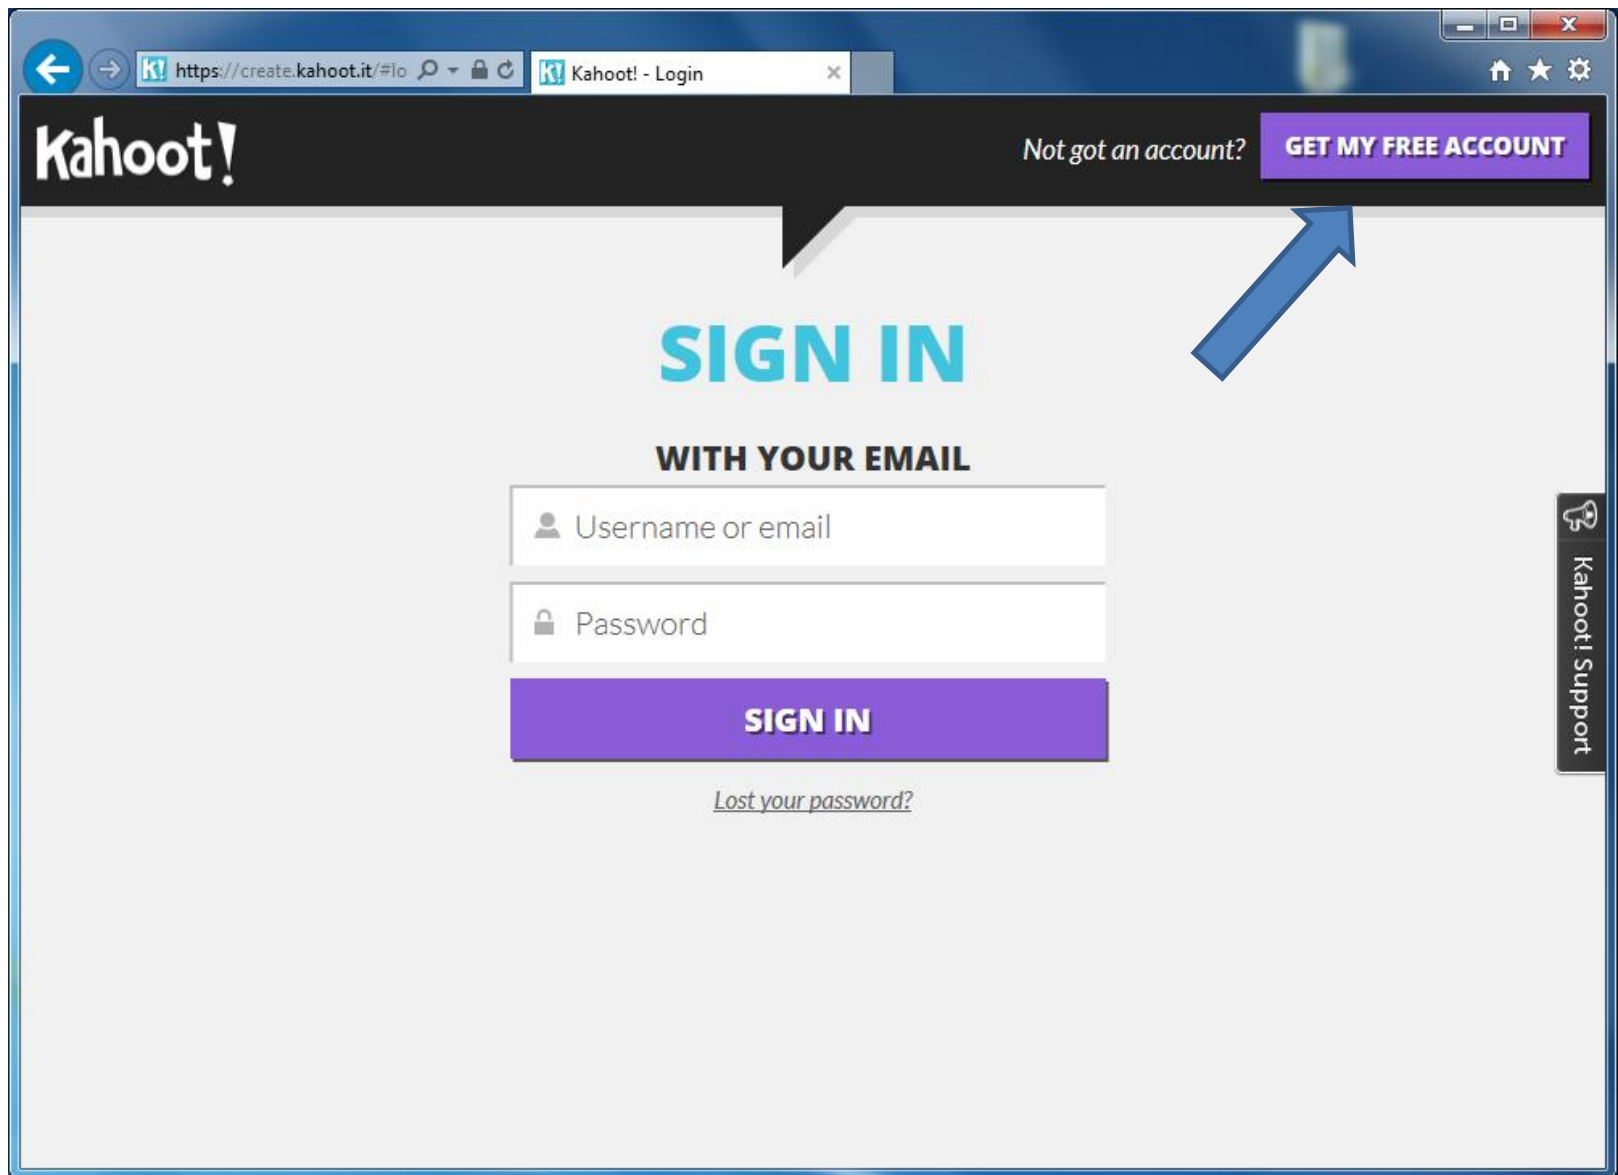 https://create.kahoot.it/#lo
Kahoot! - Login
Kahoot!
Not got an account?
GET MY FREE ACCOUNT
SIGN IN
WITH YOUR EMAIL
Username or email
Password
SIGN IN
Lost your password?
Kahoot! Support